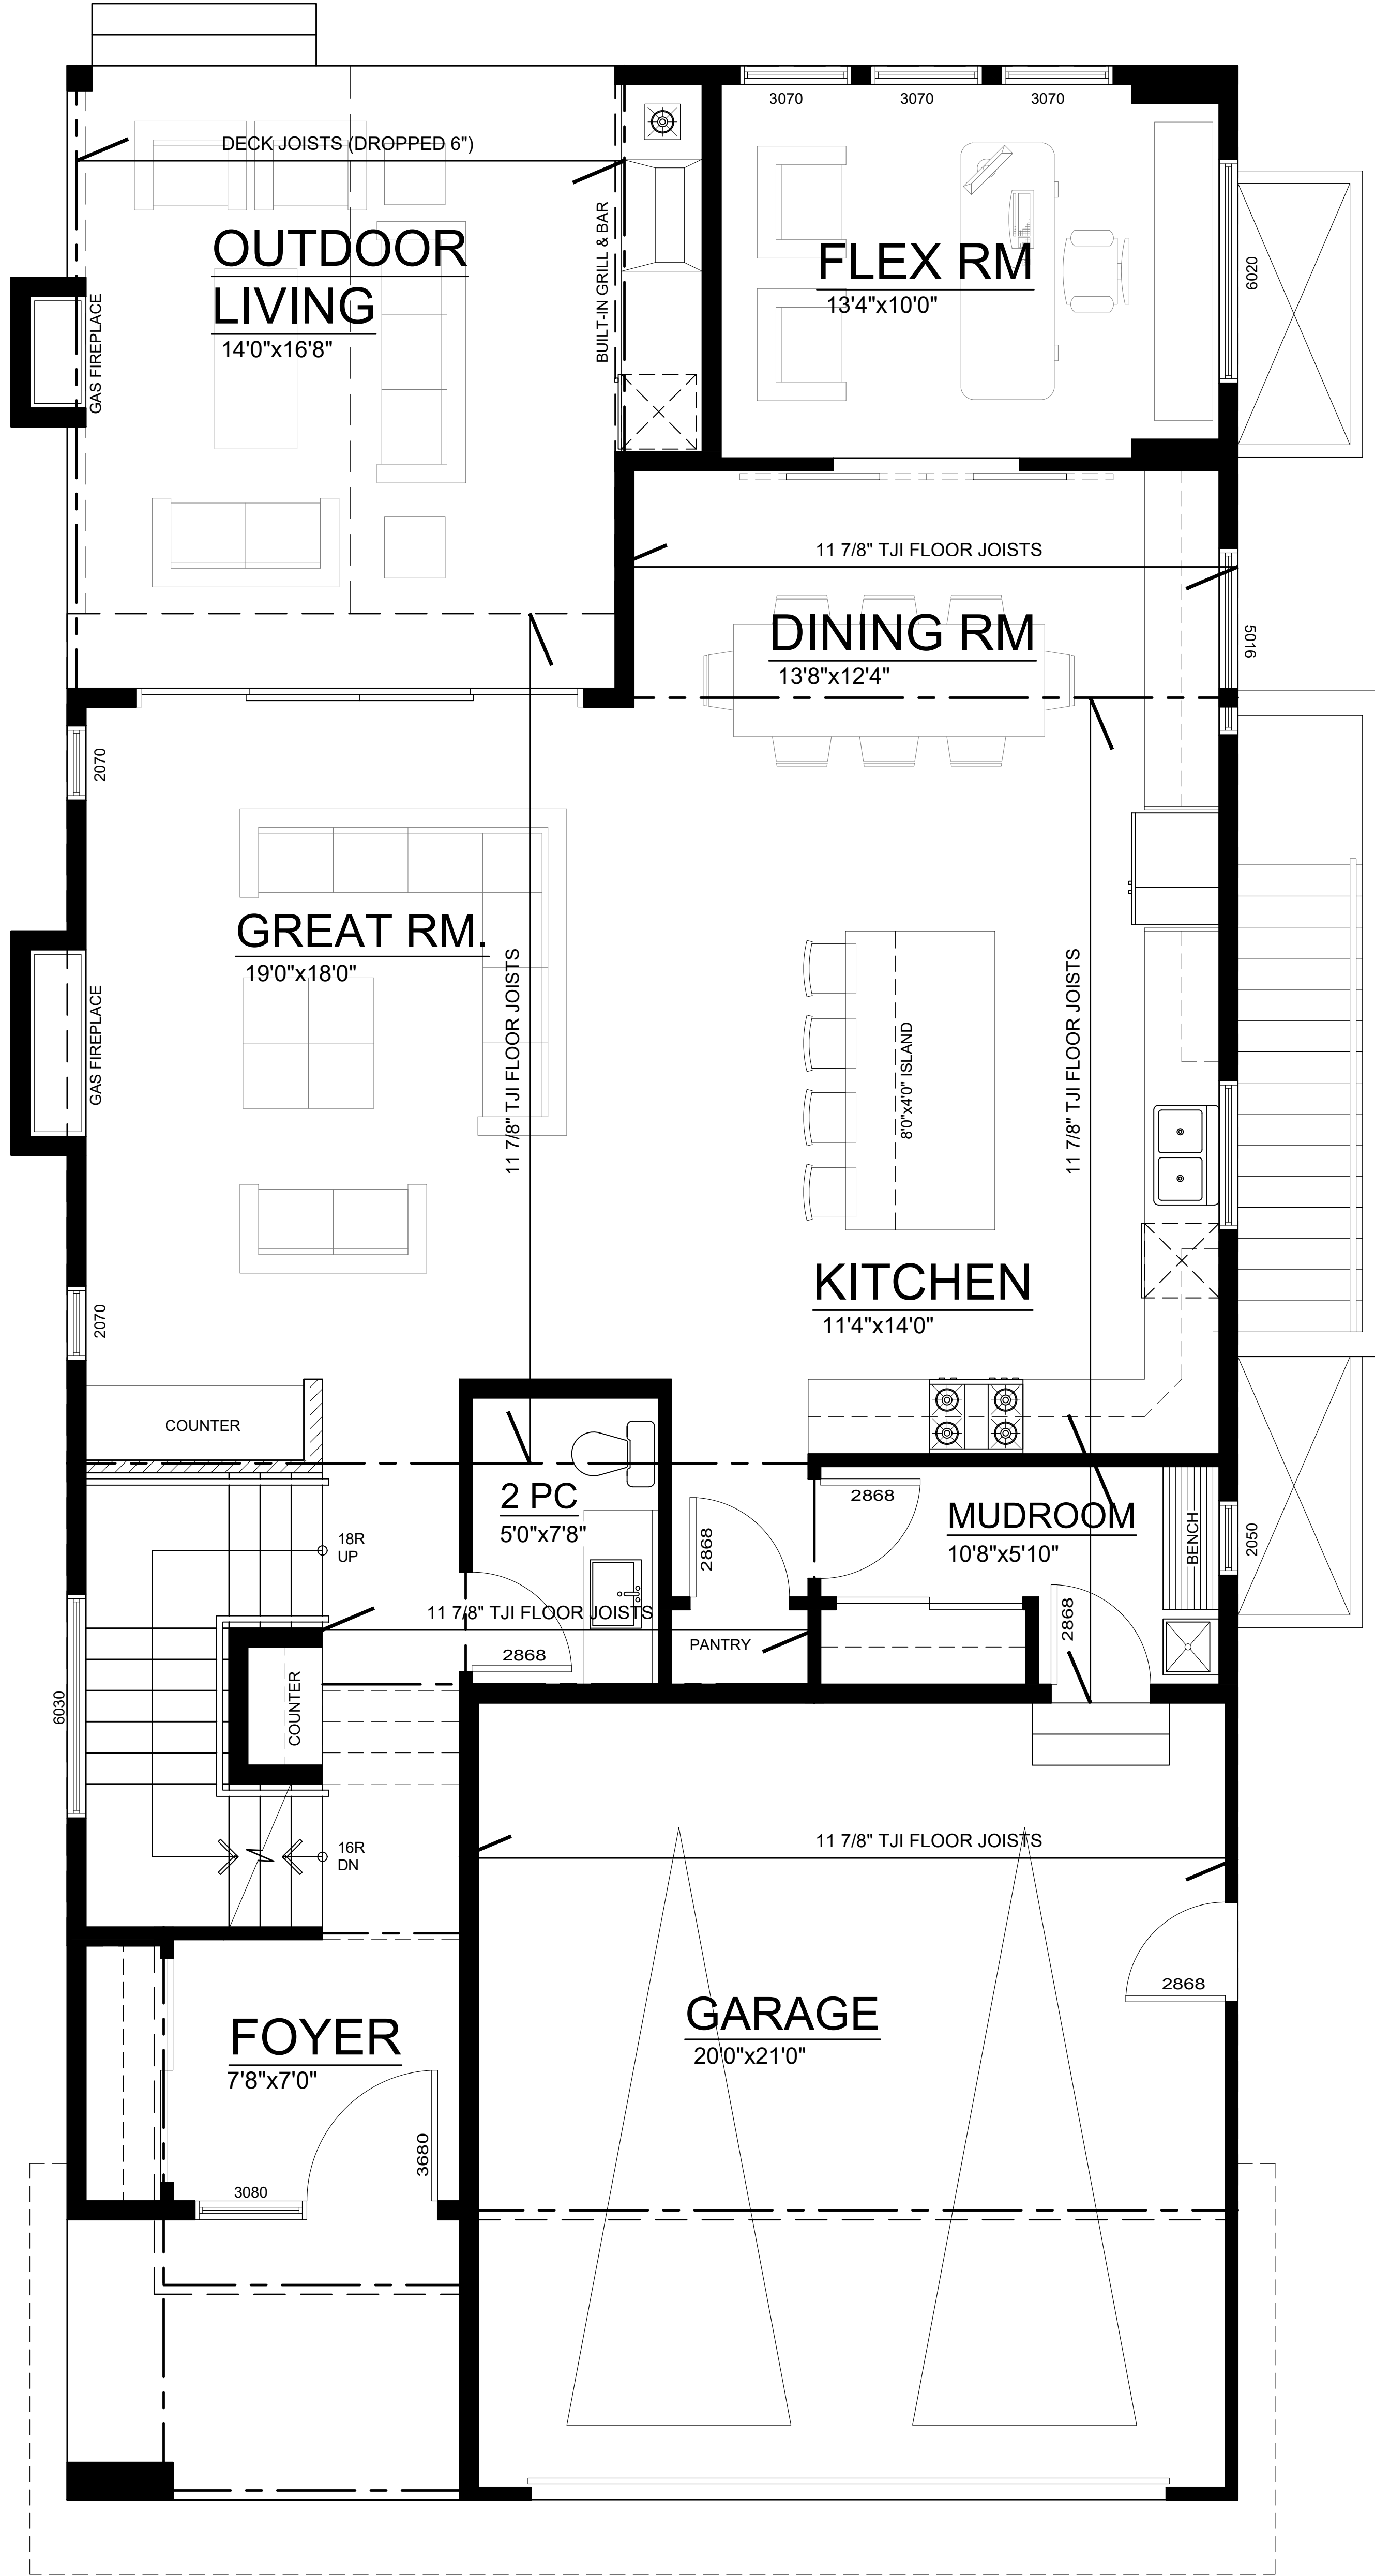 3070
3070
3070
DECK JOISTS (DROPPED 6")
BUILT-IN GRILL & BAR
OUTDOOR
LIVING
14'0"x16'8"
FLEX RM
13'4"x10'0"
6020
GAS FIREPLACE
11 7/8" TJI FLOOR JOISTS
DINING RM
13'8"x12'4"
5016
2070
GREAT RM.
19'0"x18'0"
11 7/8" TJI FLOOR JOISTS
11 7/8" TJI FLOOR JOISTS
GAS FIREPLACE
8'0"x4'0" ISLAND
KITCHEN
11'4"x14'0"
2070
COUNTER
2 PC
5'0"x7'8"
2868
2868
MUDROOM
10'8"x5'10"
BENCH
2050
18R
UP
11 7/8" TJI FLOOR JOISTS
2868
PANTRY
2868
6030
COUNTER
16R
DN
11 7/8" TJI FLOOR JOISTS
2868
FOYER
7'8"x7'0"
GARAGE
20'0"x21'0"
3680
3080